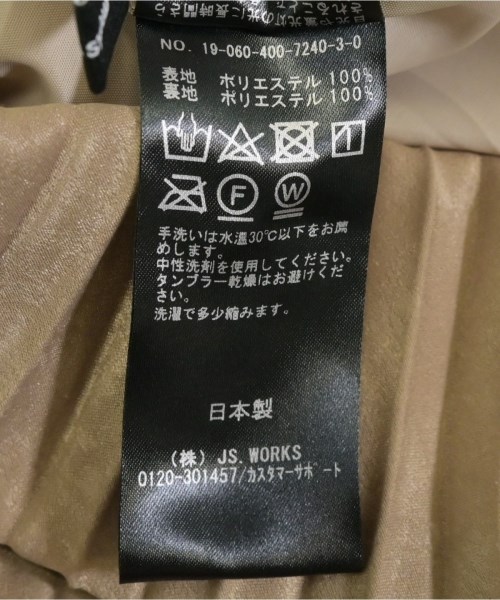 NO. 19-060-400-7240-3-0
表地 ポリエステル 100%
裏地 ポリエステル 100%
F W
手洗いは水温30℃以下をお薦
めします。
中性洗剤を使用してください。
タンブラー乾燥はお避けくだ
さい。
洗濯で多少縮みます。
日本製
(株) JS. WORKS
0120-301457/カスタマーサポート